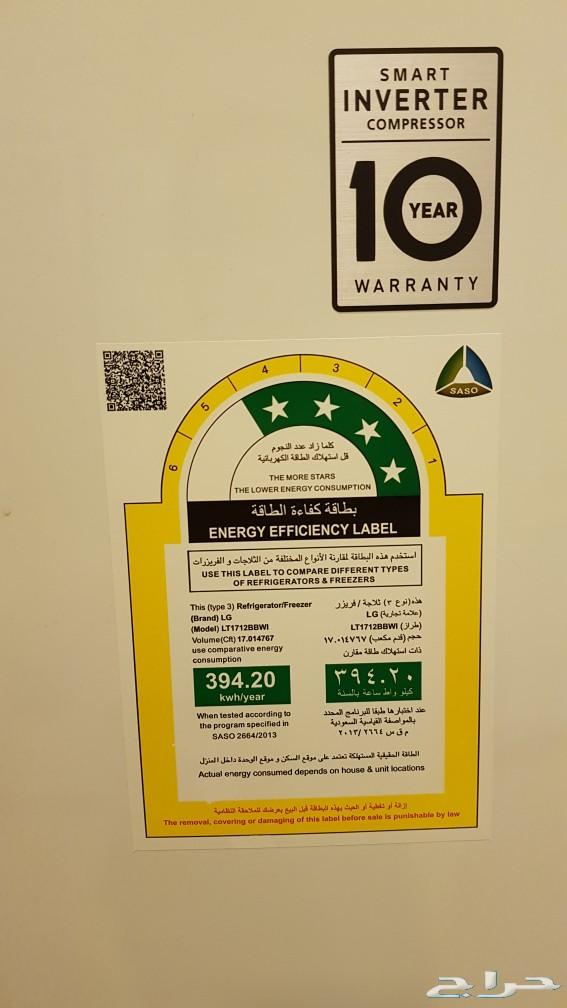 SMART
INVERTER
COMPRESSOR
10
YEAR
WARRANTY
SASO
6 5 4 3 2 1
كلما زاد عدد النجوم
قل استهلاك الطاقة الكهربائية
THE MORE STARS
THE LOWER ENERGY CONSUMPTION
بطاقة كفاءة الطاقة
ENERGY EFFICIENCY LABEL
استخدم هذه البطاقة لمقارنة الأنواع المختلفة من الثلاجات و الفريزرات
USE THIS LABEL TO COMPARE DIFFERENT TYPES
OF REFRIGERATORS & FREEZERS
This (type 3) Refrigerator/Freezer
(Brand) LG
(Model) LT1712BBWI
Volume(Cft) 17.014767
use comparative energy
consumption
394.20
kwh/year
When tested according to
the program specified in
SASO 2664/2013
هذه(نوع ٣) ثلاجة / فريزر
(علامة تجارية) LG
(طراز) LT1712BBWI
حجم (قدم مكعب) ١٧.٠١٤٧٦٧
ذات استهلاك طاقة مقارن
٣٩٤.٢٠
كيلو واط ساعة بالسنة
عند اختبارها طبقا للبرنامج المحدد
بالمواصفة القياسية السعودية
م ق س ٢٦٦٤ /٢٠١٣
الطاقة الحقيقية المستهلكة تعتمد على موقع السكن و موقع الوحدة داخل المنزل
Actual energy consumed depends on house & unit locations
إزالة أو تغطية أو العبث بهذه البطاقة قبل البيع يعرضك للملاحقة النظامية
The removal, covering or damaging of this label before sale is punishable by law
حراج